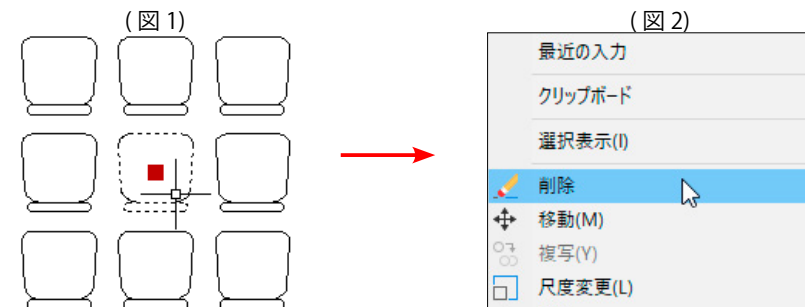 (図1)
(図2)
最近の入力
クリップボード
選択表示(I)
削除
移動(M)
複写(Y)
尺度変更(L)